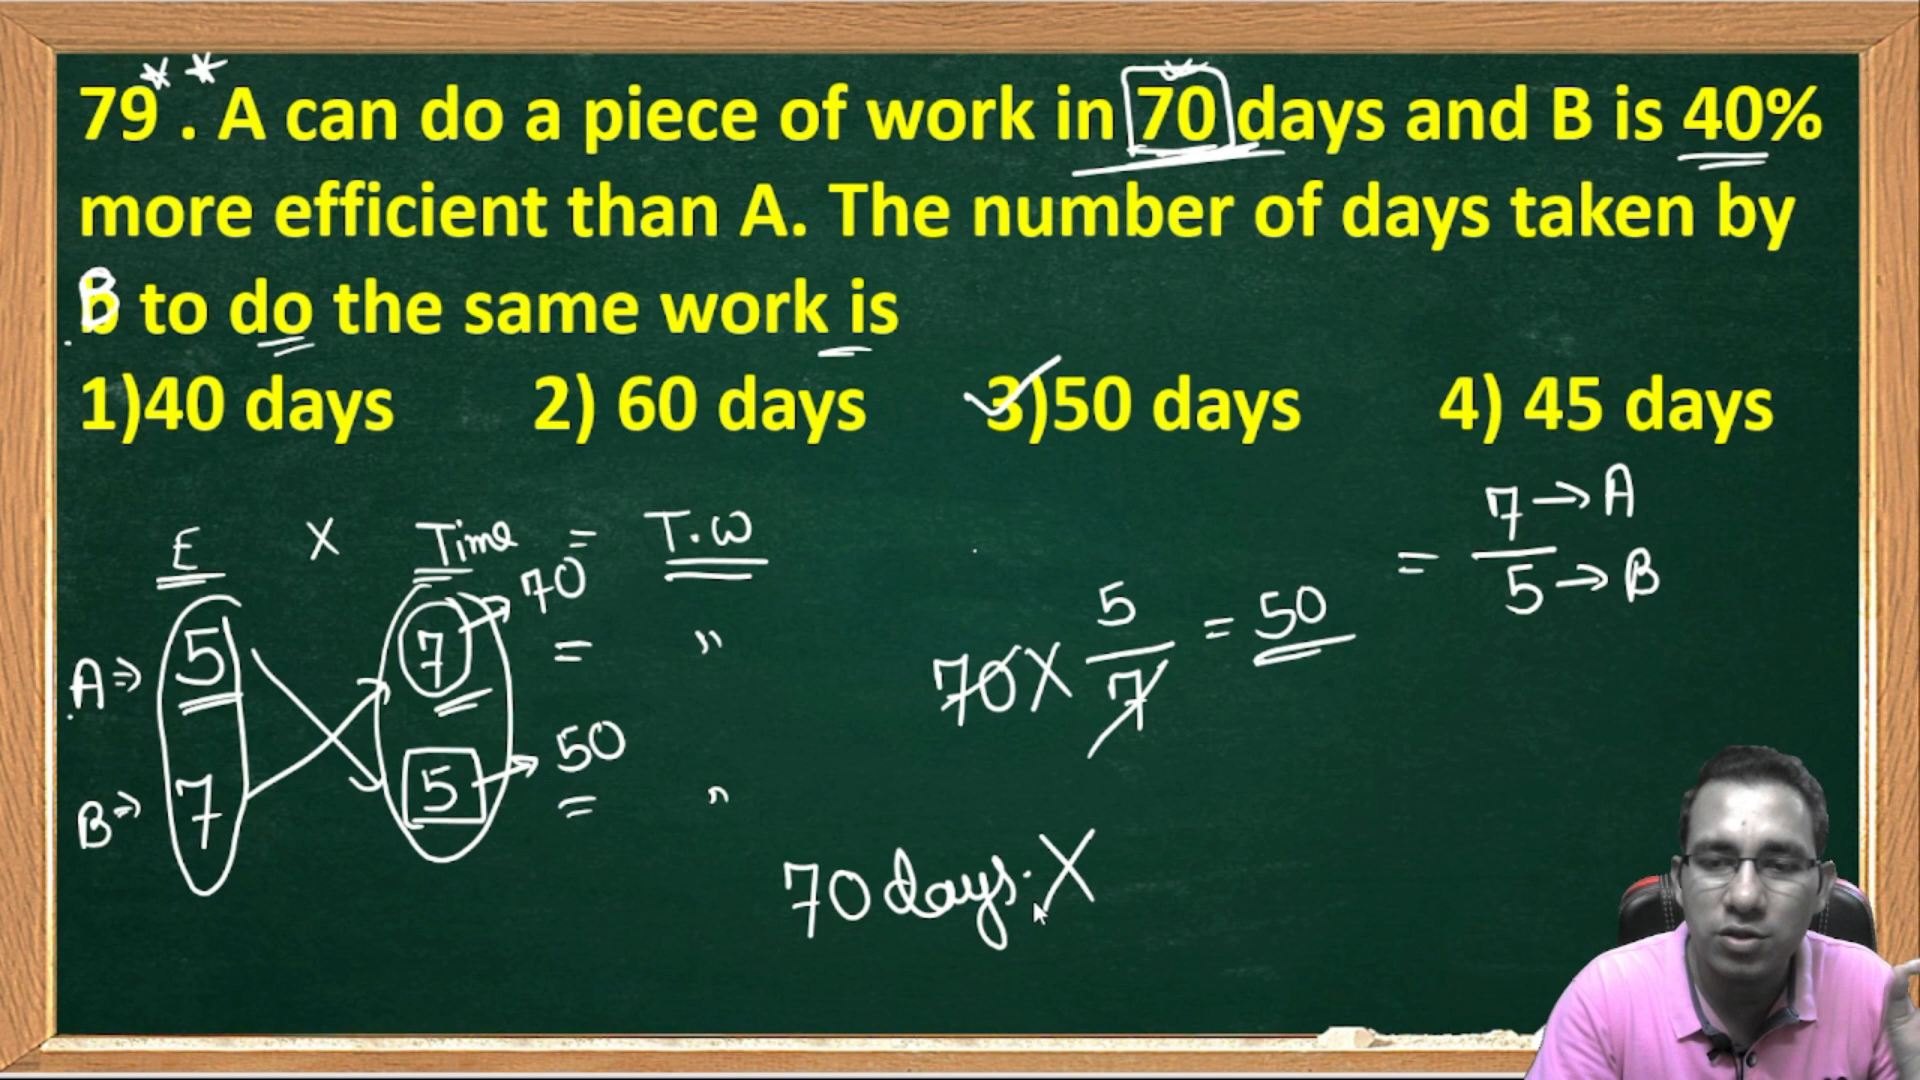 79 ** . A can do a piece of work in 70 days and B is 40%
more efficient than A. The number of days taken by
B to do the same work is
1)40 days 2) 60 days 3)50 days 4) 45 days
E X Time = T.W
A⇒ 5 7 → 70 = "
B⇒ 7 5 → 50 = "
70 X 5/7 = 50
= 7 → A
5 → B
70 days. X